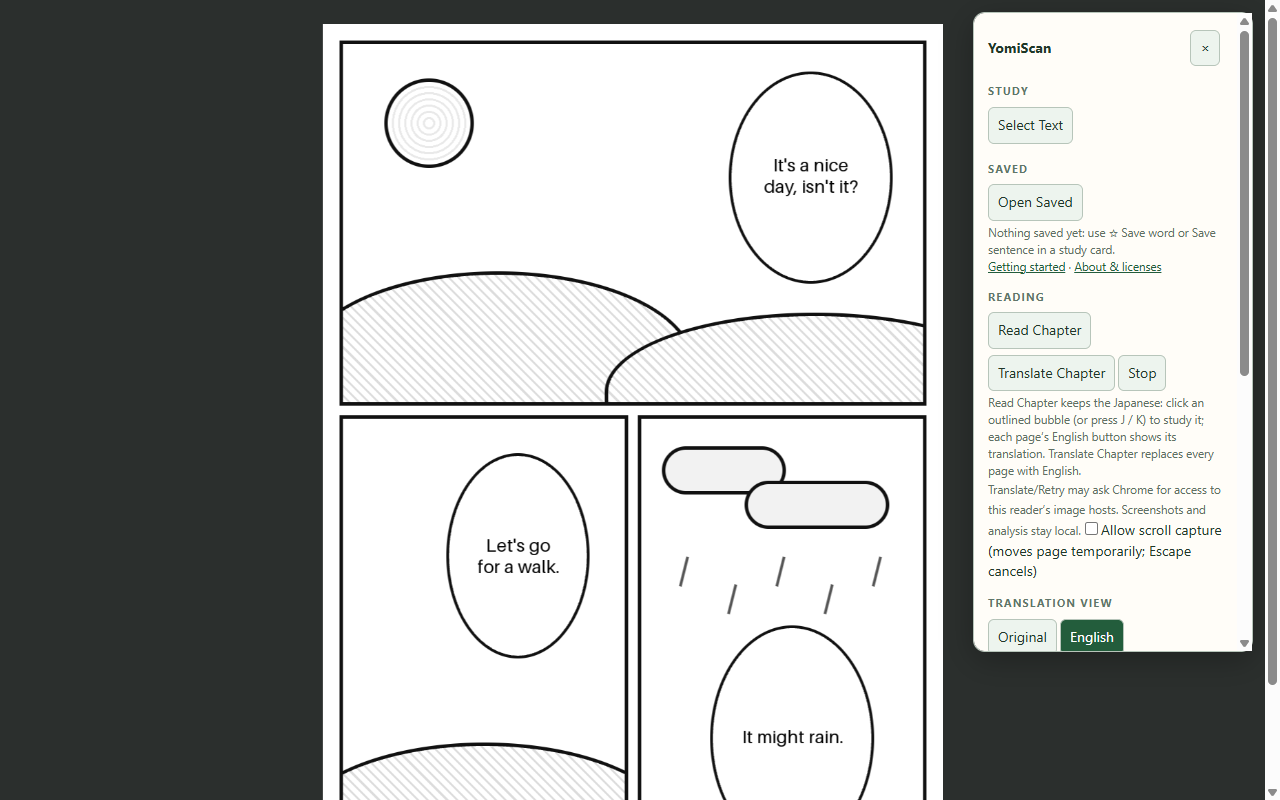 It's a nice
day, isn't it?
Let's go
for a walk.
It might rain.
YomiScan
×
STUDY
Select Text
SAVED
Open Saved
Nothing saved yet: use ☆ Save word or Save
sentence in a study card.
Getting started · About & licenses
READING
Read Chapter
Translate Chapter Stop
Read Chapter keeps the Japanese: click an
outlined bubble (or press J / K) to study it;
each page's English button shows its
translation. Translate Chapter replaces every
page with English.
Translate/Retry may ask Chrome for access to
this reader's image hosts. Screenshots and
analysis stay local. Allow scroll capture
(moves page temporarily; Escape
cancels)
TRANSLATION VIEW
Original English